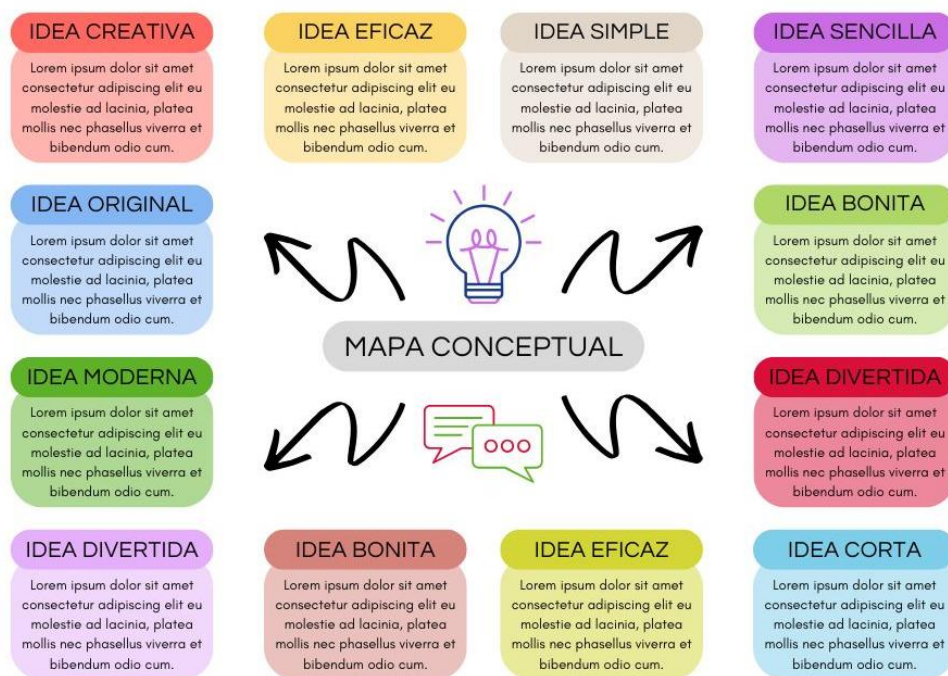 IDEA CREATIVA
Lorem ipsum dolor sit amet
consectetur adipiscing elit eu
molestie ad lacinia, platea
mollis nec phasellus viverra et
bibendum odio cum.
IDEA EFICAZ
Lorem ipsum dolor sit amet
consectetur adipiscing elit eu
molestie ad lacinia, platea
mollis nec phasellus viverra et
bibendum odio cum.
IDEA SIMPLE
Lorem ipsum dolor sit amet
consectetur adipiscing elit eu
molestie ad lacinia, platea
mollis nec phasellus viverra et
bibendum odio cum.
IDEA SENCILLA
Lorem ipsum dolor sit amet
consectetur adipiscing elit eu
molestie ad lacinia, platea
mollis nec phasellus viverra et
bibendum odio cum.
IDEA ORIGINAL
Lorem ipsum dolor sit amet
consectetur adipiscing elit eu
molestie ad lacinia, platea
mollis nec phasellus viverra et
bibendum odio cum.
IDEA BONITA
Lorem ipsum dolor sit amet
consectetur adipiscing elit eu
molestie ad lacinia, platea
mollis nec phasellus viverra et
bibendum odio cum.
MAPA CONCEPTUAL
IDEA MODERNA
Lorem ipsum dolor sit amet
consectetur adipiscing elit eu
molestie ad lacinia, platea
mollis nec phasellus viverra et
bibendum odio cum.
IDEA DIVERTIDA
Lorem ipsum dolor sit amet
consectetur adipiscing elit eu
molestie ad lacinia, platea
mollis nec phasellus viverra et
bibendum odio cum.
IDEA DIVERTIDA
Lorem ipsum dolor sit amet
consectetur adipiscing elit eu
molestie ad lacinia, platea
mollis nec phasellus viverra et
bibendum odio cum.
IDEA BONITA
Lorem ipsum dolor sit amet
consectetur adipiscing elit eu
molestie ad lacinia, platea
mollis nec phasellus viverra et
bibendum odio cum.
IDEA EFICAZ
Lorem ipsum dolor sit amet
consectetur adipiscing elit eu
molestie ad lacinia, platea
mollis nec phasellus viverra et
bibendum odio cum.
IDEA CORTA
Lorem ipsum dolor sit amet
consectetur adipiscing elit eu
molestie ad lacinia, platea
mollis nec phasellus viverra et
bibendum odio cum.